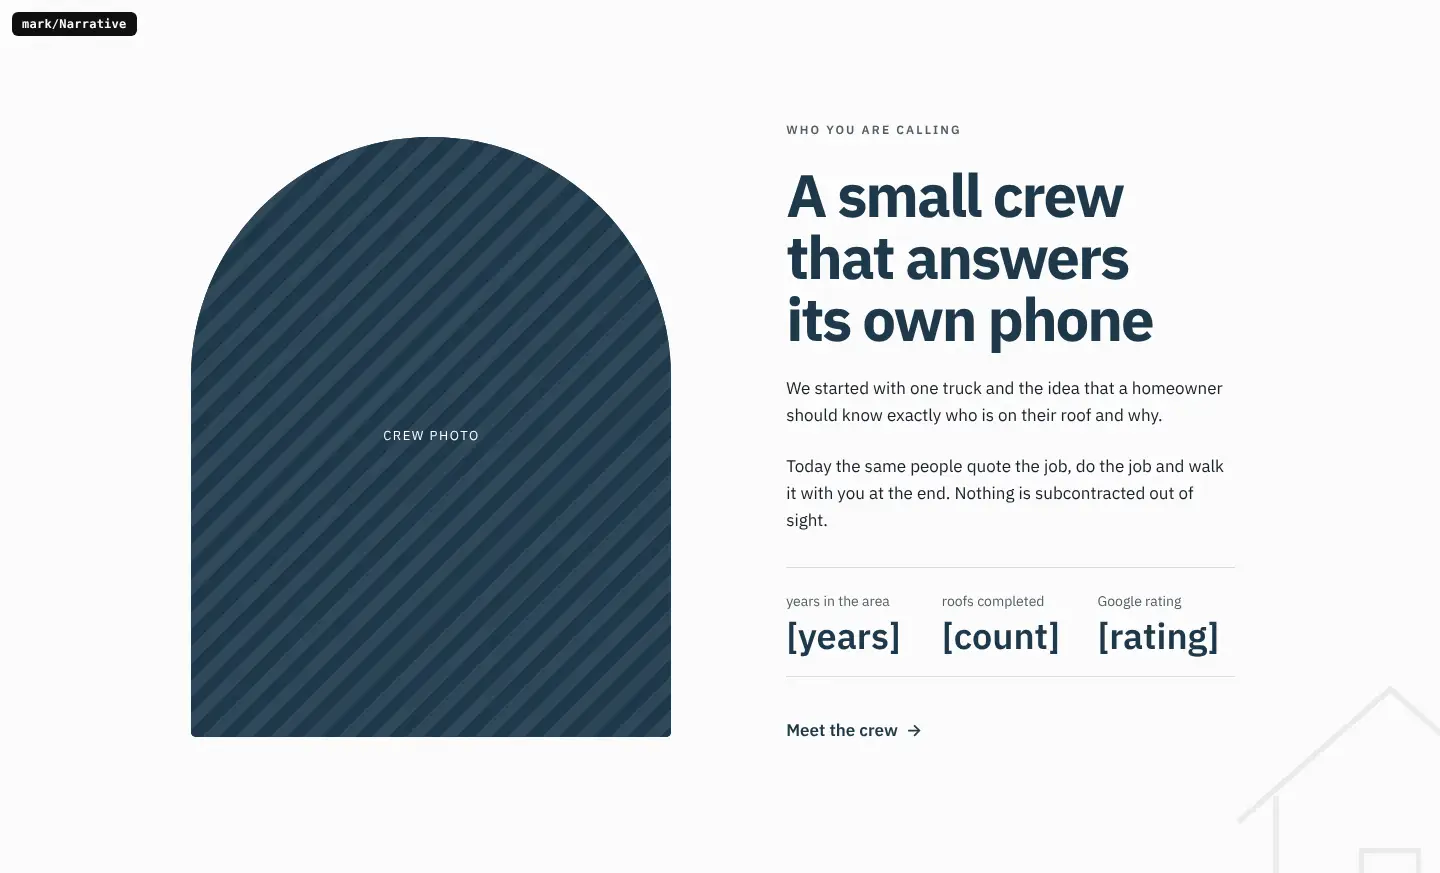 mark/Narrative
CREW PHOTO
WHO YOU ARE CALLING
A small crew
that answers
its own phone
We started with one truck and the idea that a homeowner
should know exactly who is on their roof and why.
Today the same people quote the job, do the job and walk
it with you at the end. Nothing is subcontracted out of
sight.
years in the area
[years]
roofs completed
[count]
Google rating
[rating]
Meet the crew →